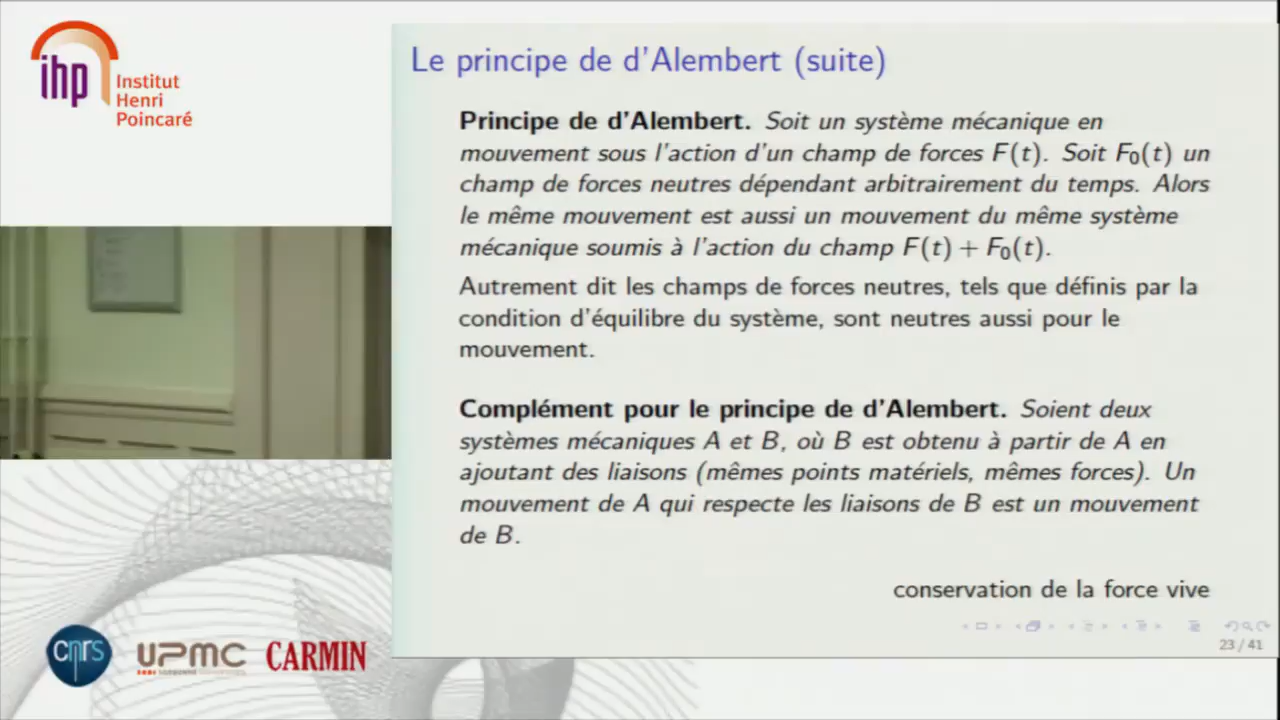 ihp Institut
Henri
Poincaré
Le principe de d'Alembert (suite)
Principe de d'Alembert. Soit un système mécanique en
mouvement sous l'action d'un champ de forces F(t). Soit F₀(t) un
champ de forces neutres dépendant arbitrairement du temps. Alors
le même mouvement est aussi un mouvement du même système
mécanique soumis à l'action du champ F(t) + F₀(t).
Autrement dit les champs de forces neutres, tels que définis par la
condition d'équilibre du système, sont neutres aussi pour le
mouvement.
Complément pour le principe de d'Alembert. Soient deux
systèmes mécaniques A et B, où B est obtenu à partir de A en
ajoutant des liaisons (mêmes points matériels, mêmes forces). Un
mouvement de A qui respecte les liaisons de B est un mouvement
de B.
conservation de la force vive
23 / 41
cnrs UPMC CARMIN